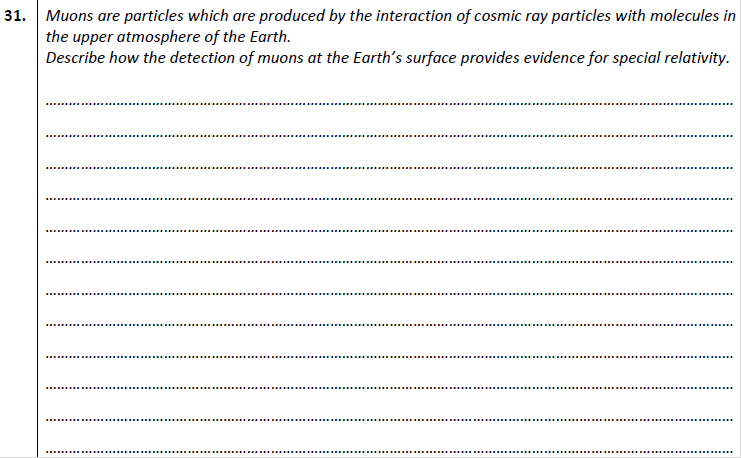 31. Muons are particles which are produced by the interaction of cosmic ray particles with molecules in
the upper atmosphere of the Earth.
Describe how the detection of muons at the Earth's surface provides evidence for special relativity.